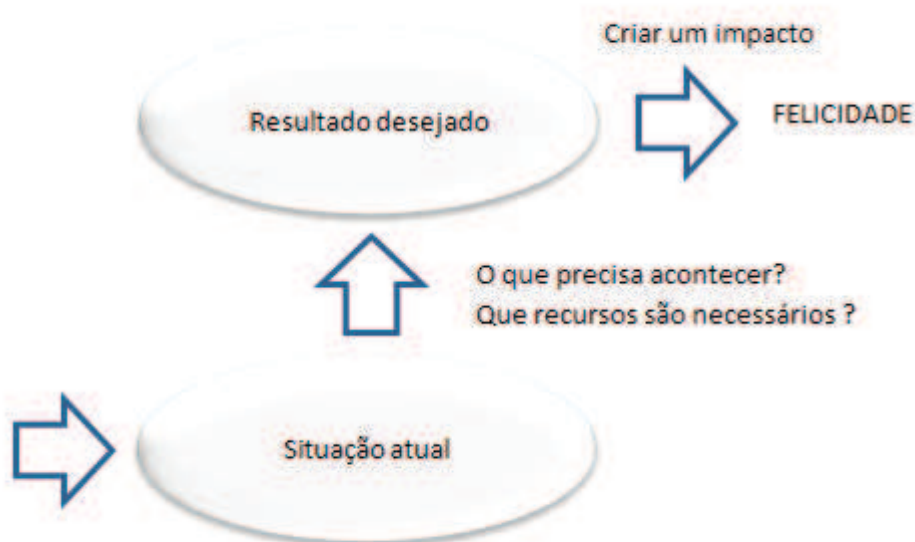 Criar um impacto
Resultado desejado
FELICIDADE
O que precisa acontecer?
Que recursos são necessários ?
Situação atual